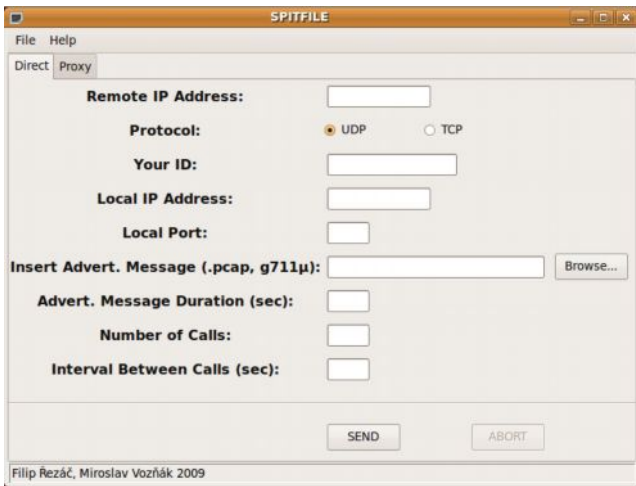 SPITFILE
File Help
Direct Proxy
Remote IP Address:
Protocol: UDP TCP
Your ID:
Local IP Address:
Local Port:
Insert Advert. Message (.pcap, g711µ): Browse...
Advert. Message Duration (sec):
Number of Calls:
Interval Between Calls (sec):
SEND ABORT
Filip Řezáč, Miroslav Vozňák 2009